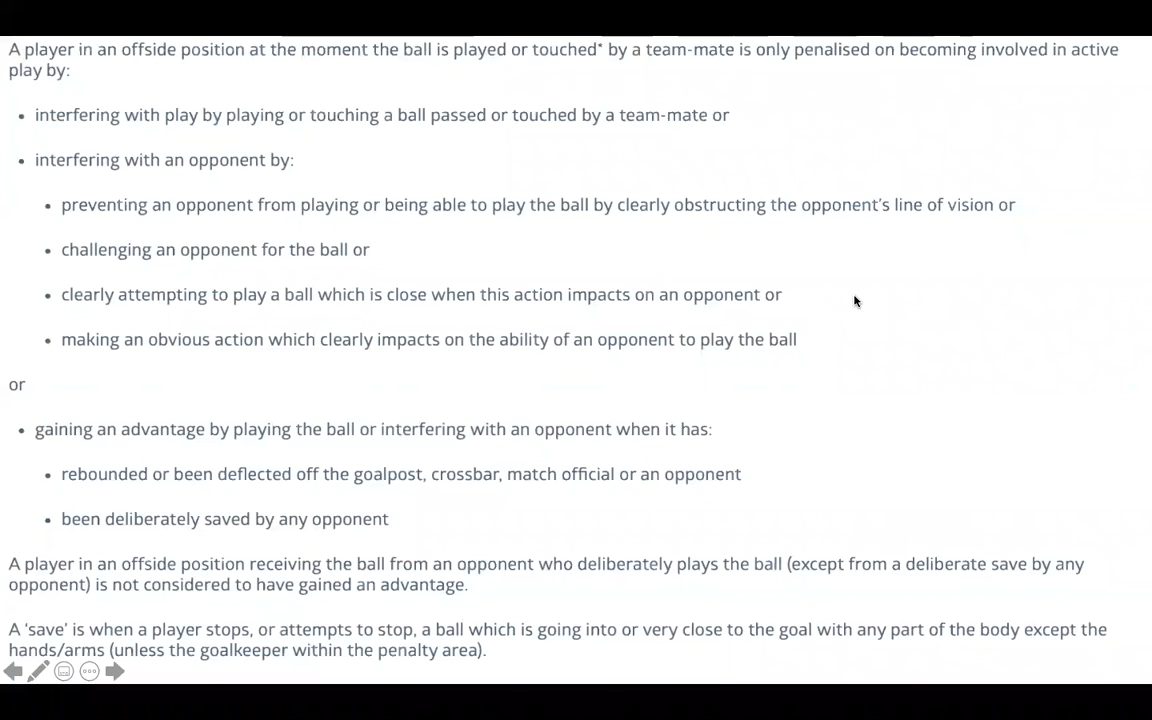 A player in an offside position at the moment the ball is played or touched* by a team-mate is only penalised on becoming involved in active
play by:
• interfering with play by playing or touching a ball passed or touched by a team-mate or
• interfering with an opponent by:
• preventing an opponent from playing or being able to play the ball by clearly obstructing the opponent's line of vision or
• challenging an opponent for the ball or
• clearly attempting to play a ball which is close when this action impacts on an opponent or
• making an obvious action which clearly impacts on the ability of an opponent to play the ball
or
• gaining an advantage by playing the ball or interfering with an opponent when it has:
• rebounded or been deflected off the goalpost, crossbar, match official or an opponent
• been deliberately saved by any opponent
A player in an offside position receiving the ball from an opponent who deliberately plays the ball (except from a deliberate save by any
opponent) is not considered to have gained an advantage.
A 'save' is when a player stops, or attempts to stop, a ball which is going into or very close to the goal with any part of the body except the
hands/arms (unless the goalkeeper within the penalty area).